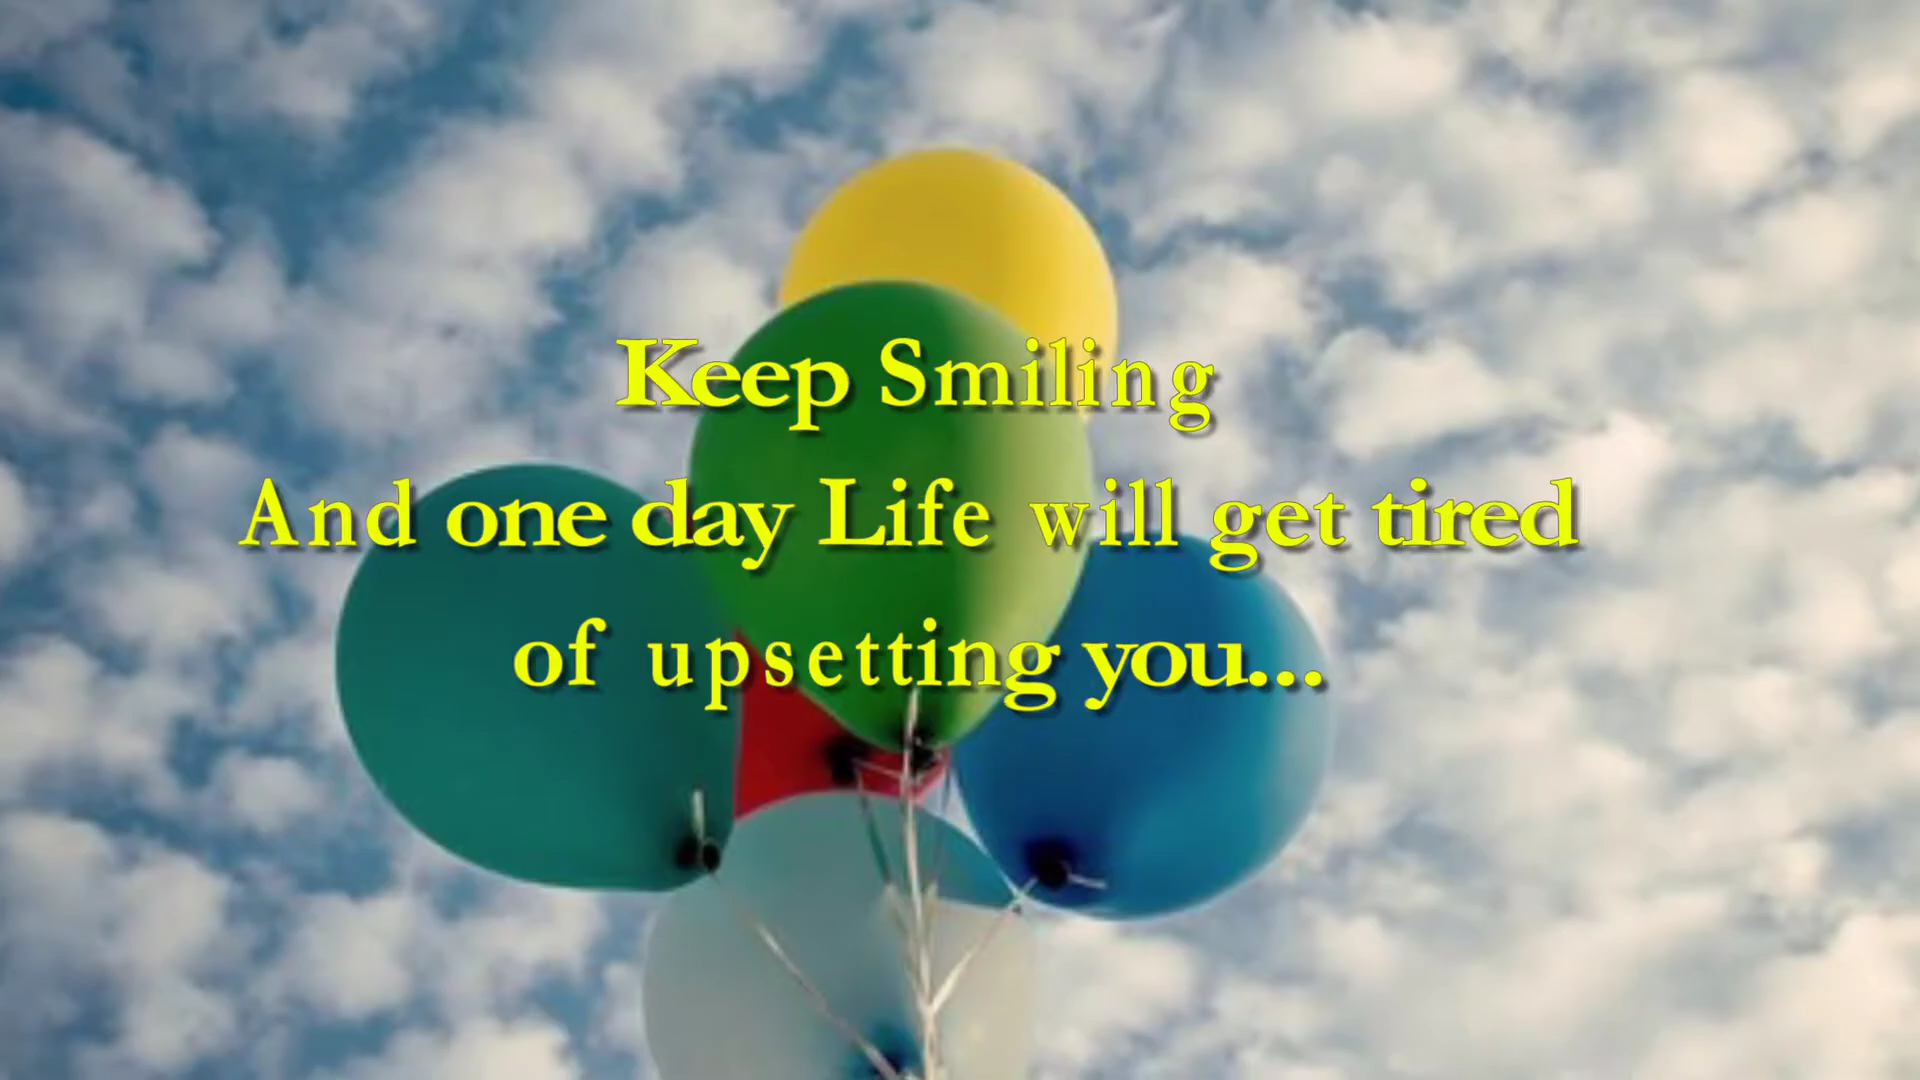 Keep Smiling
And one day Life will get tired
of upsetting you...